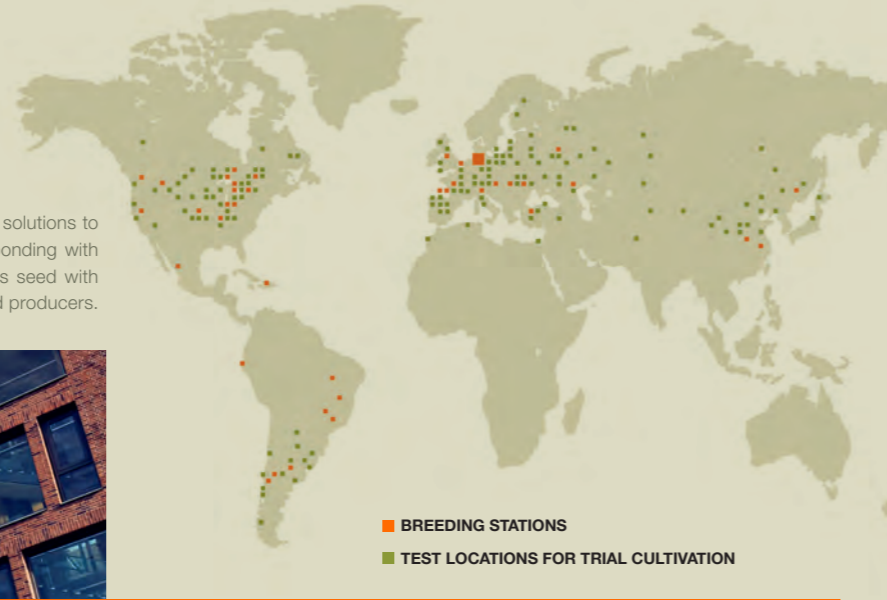 solutions to
onding with
s seed with
producers.
BREEDING STATIONS
TEST LOCATIONS FOR TRIAL CULTIVATION